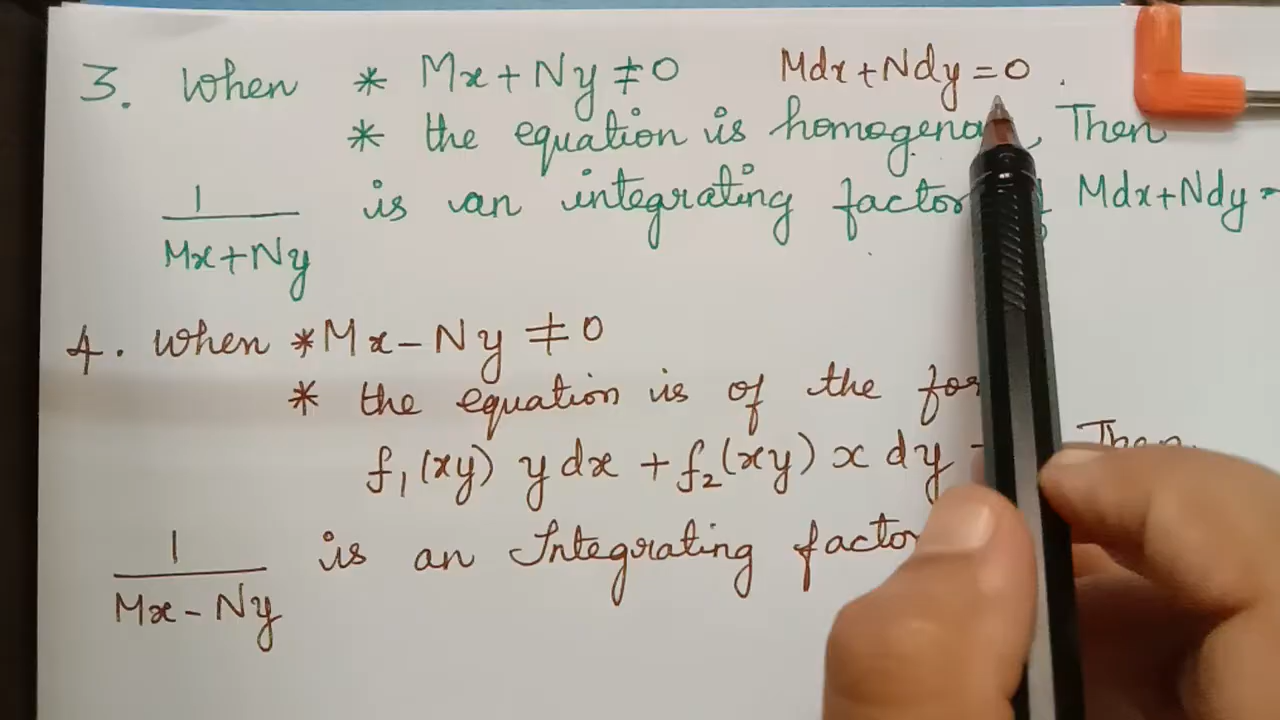 3. When * Mx + Ny ≠ 0 Mdx + Ndy = 0 .
* the equation is , Then
1/(Mx + Ny) is an integrating factor Mdx + Ndy =
4. When * Mx - Ny ≠ 0
* the equation is of the
f₁(xy) y dx + f₂(xy) x dy Then
1/(Mx - Ny) is an Integrating factor